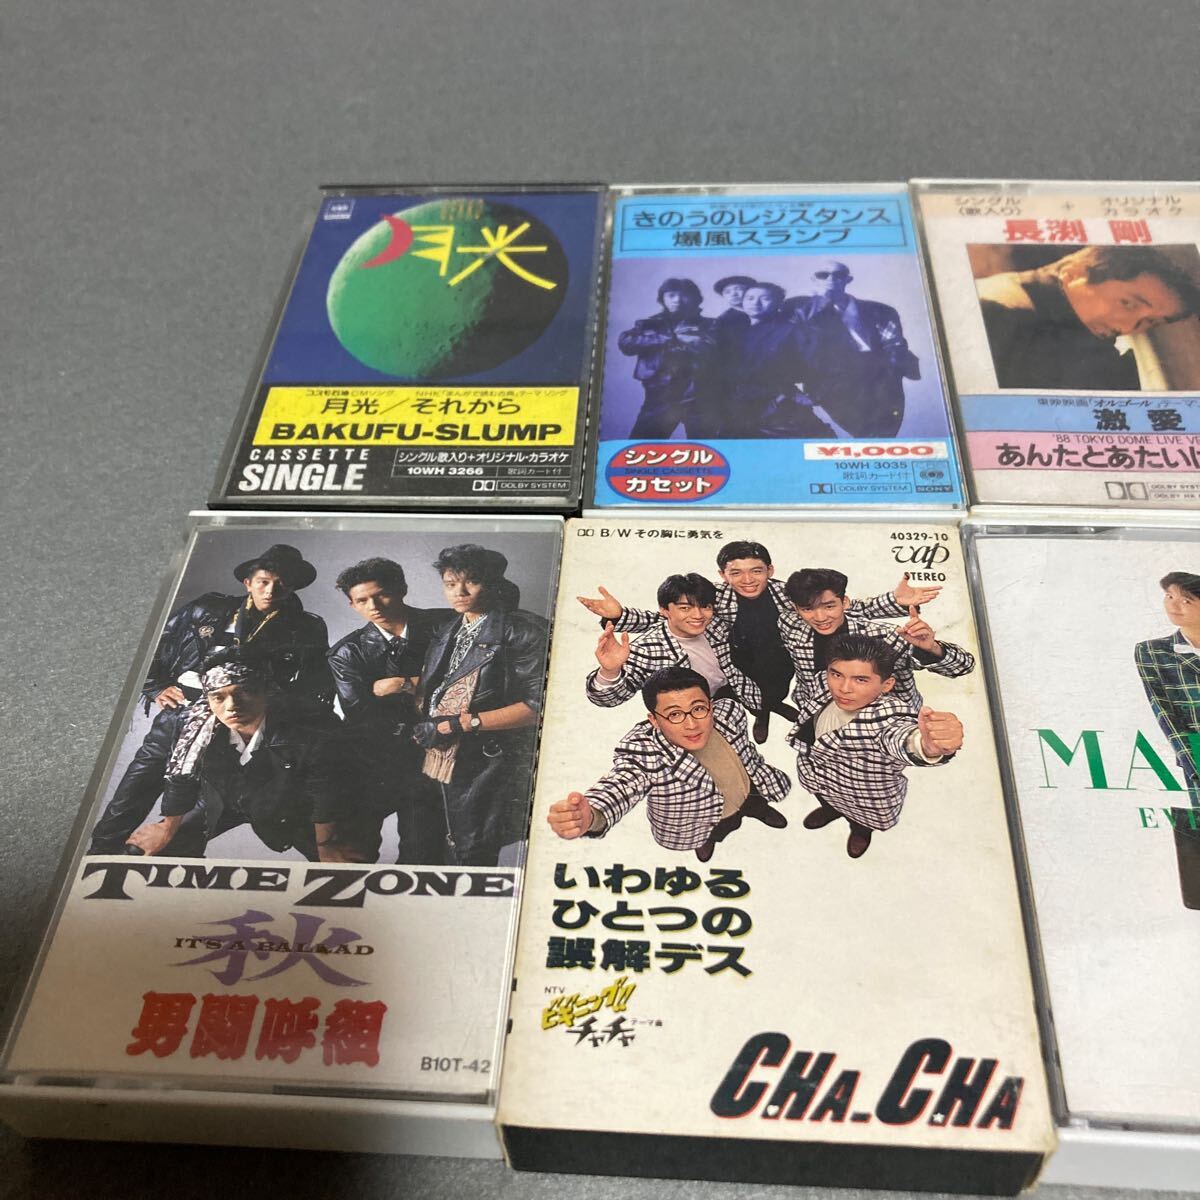 月光
コスモ石油CMソング NHK「まんがで読む古典」テーマソング
月光／それから
BAKUFU-SLUMP
CASSETTE
SINGLE
シングル歌入り+オリジナル・カラオケ
10WH 3266 歌詞カード付
DOLBY SYSTEM
きのうのレジスタンス
爆風スランプ
シングル
SINGLE CASSETTE
カセット
¥1,000
10WH 3035
歌詞カード付
DOLBY SYSTEM
CBS
SONY
シングル + オリジナル
(歌入り) カラオケ
長渕 剛
東映映画「オルゴール」テーマ
激愛
'88 TOKYO DOME LIVE VE
あんたとあたい
DOLBY SYST
TIME ZONE
秋
IT'S A BALLAD
男闘呼組
B10T-42
B/W その胸に勇気を
40329-10
vap
STEREO
いわゆる
ひとつの
誤解デス
NTV
ビギニング!!
チャチャ
テーマ曲
CHA-CHA
MA
EV